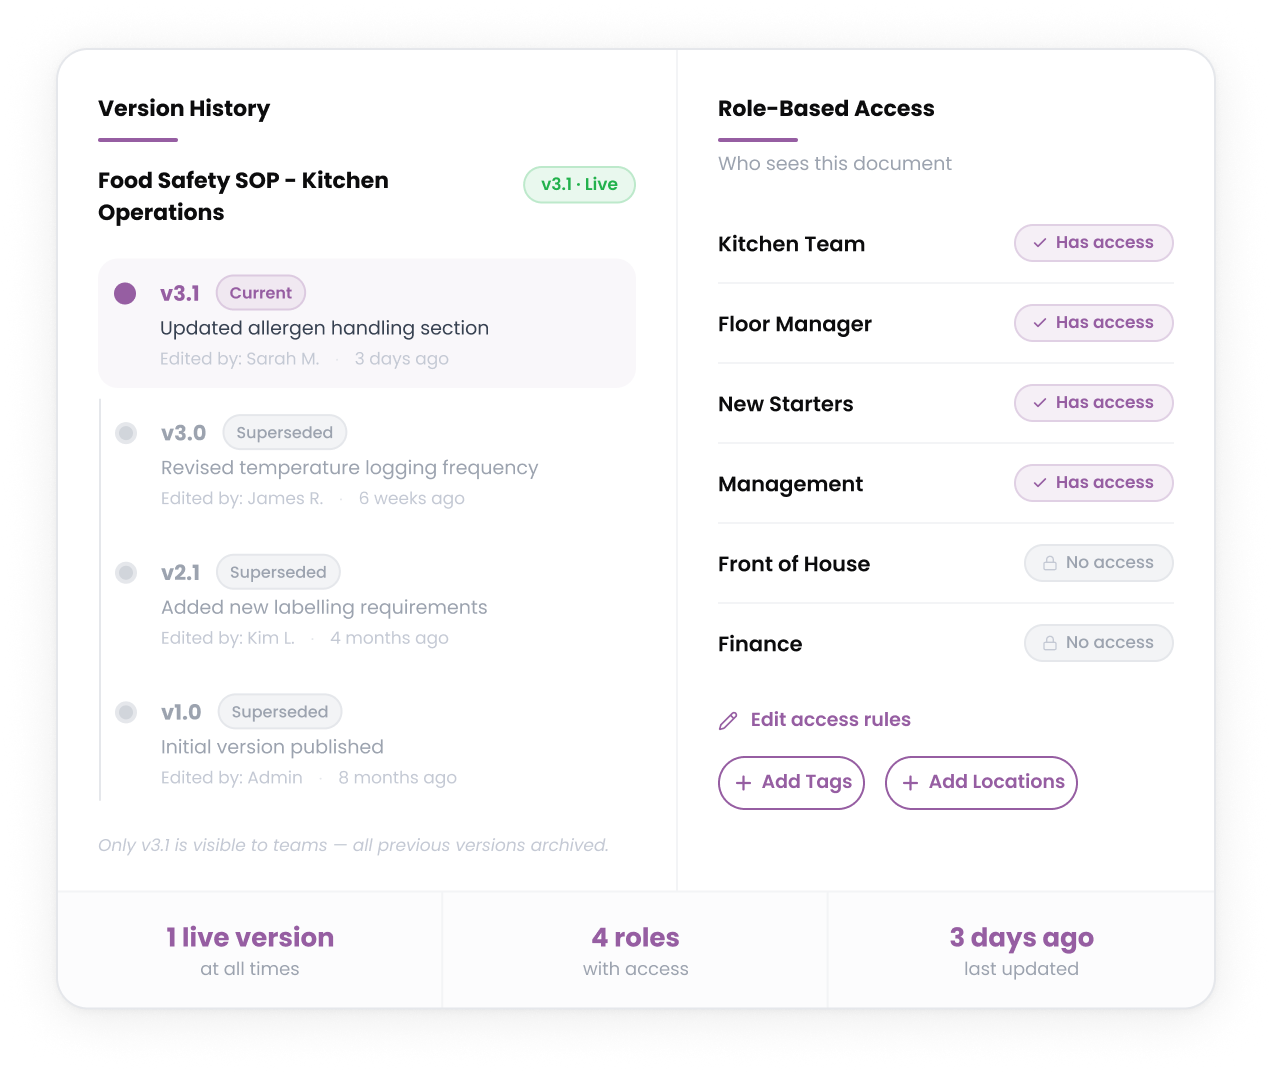 Version History
Food Safety SOP - Kitchen
Operations
v3.1 · Live
v3.1 Current
Updated allergen handling section
Edited by: Sarah M. · 3 days ago
v3.0 Superseded
Revised temperature logging frequency
Edited by: James R. · 6 weeks ago
v2.1 Superseded
Added new labelling requirements
Edited by: Kim L. · 4 months ago
v1.0 Superseded
Initial version published
Edited by: Admin · 8 months ago
Only v3.1 is visible to teams — all previous versions archived.
Role-Based Access
Who sees this document
Kitchen Team Has access
Floor Manager Has access
New Starters Has access
Management Has access
Front of House No access
Finance No access
Edit access rules
+ Add Tags + Add Locations
1 live version
at all times
4 roles
with access
3 days ago
last updated